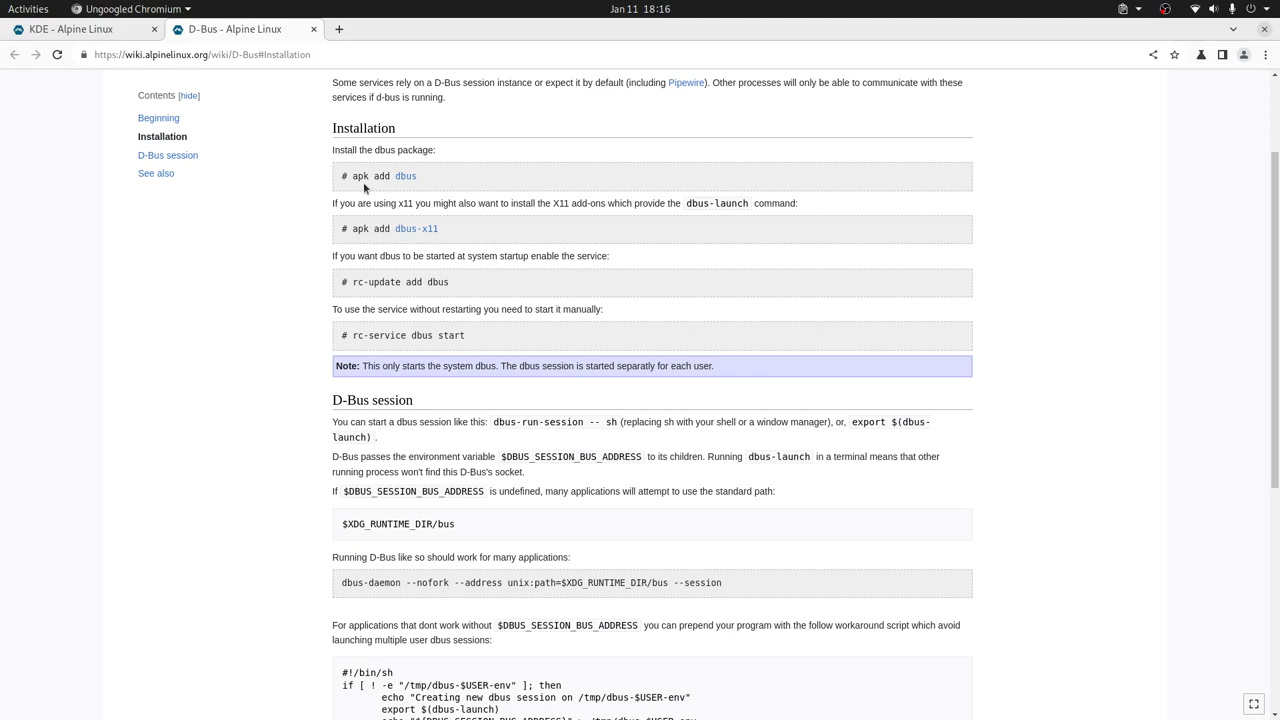 Activities
Ungoogled Chromium
Jan 11 18:16
KDE - Alpine Linux
D-Bus - Alpine Linux
https://wiki.alpinelinux.org/wiki/D-Bus#Installation
Contents [hide]
Beginning
Installation
D-Bus session
See also
Some services rely on a D-Bus session instance or expect it by default (including Pipewire). Other processes will only be able to communicate with these
services if d-bus is running.
Installation
Install the dbus package:
# apk add dbus
If you are using x11 you might also want to install the X11 add-ons which provide the dbus-launch command:
# apk add dbus-x11
If you want dbus to be started at system startup enable the service:
# rc-update add dbus
To use the service without restarting you need to start it manually:
# rc-service dbus start
Note: This only starts the system dbus. The dbus session is started separatly for each user.
D-Bus session
You can start a dbus session like this: dbus-run-session -- sh (replacing sh with your shell or a window manager), or, export $(dbus-
launch) .
D-Bus passes the environment variable $DBUS_SESSION_BUS_ADDRESS to its children. Running dbus-launch in a terminal means that other
running process won't find this D-Bus's socket.
If $DBUS_SESSION_BUS_ADDRESS is undefined, many applications will attempt to use the standard path:
$XDG_RUNTIME_DIR/bus
Running D-Bus like so should work for many applications:
dbus-daemon --nofork --address unix:path=$XDG_RUNTIME_DIR/bus --session
For applications that dont work without $DBUS_SESSION_BUS_ADDRESS you can prepend your program with the follow workaround script which avoid
launching multiple user dbus sessions:
#!/bin/sh
if [ ! -e "/tmp/dbus-$USER-env" ]; then
echo "Creating new dbus session on /tmp/dbus-$USER-env"
export $(dbus-launch)